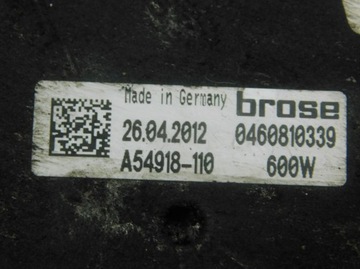 Made in Germany brose
26.04.2012 0460810339
A54918-110 600W